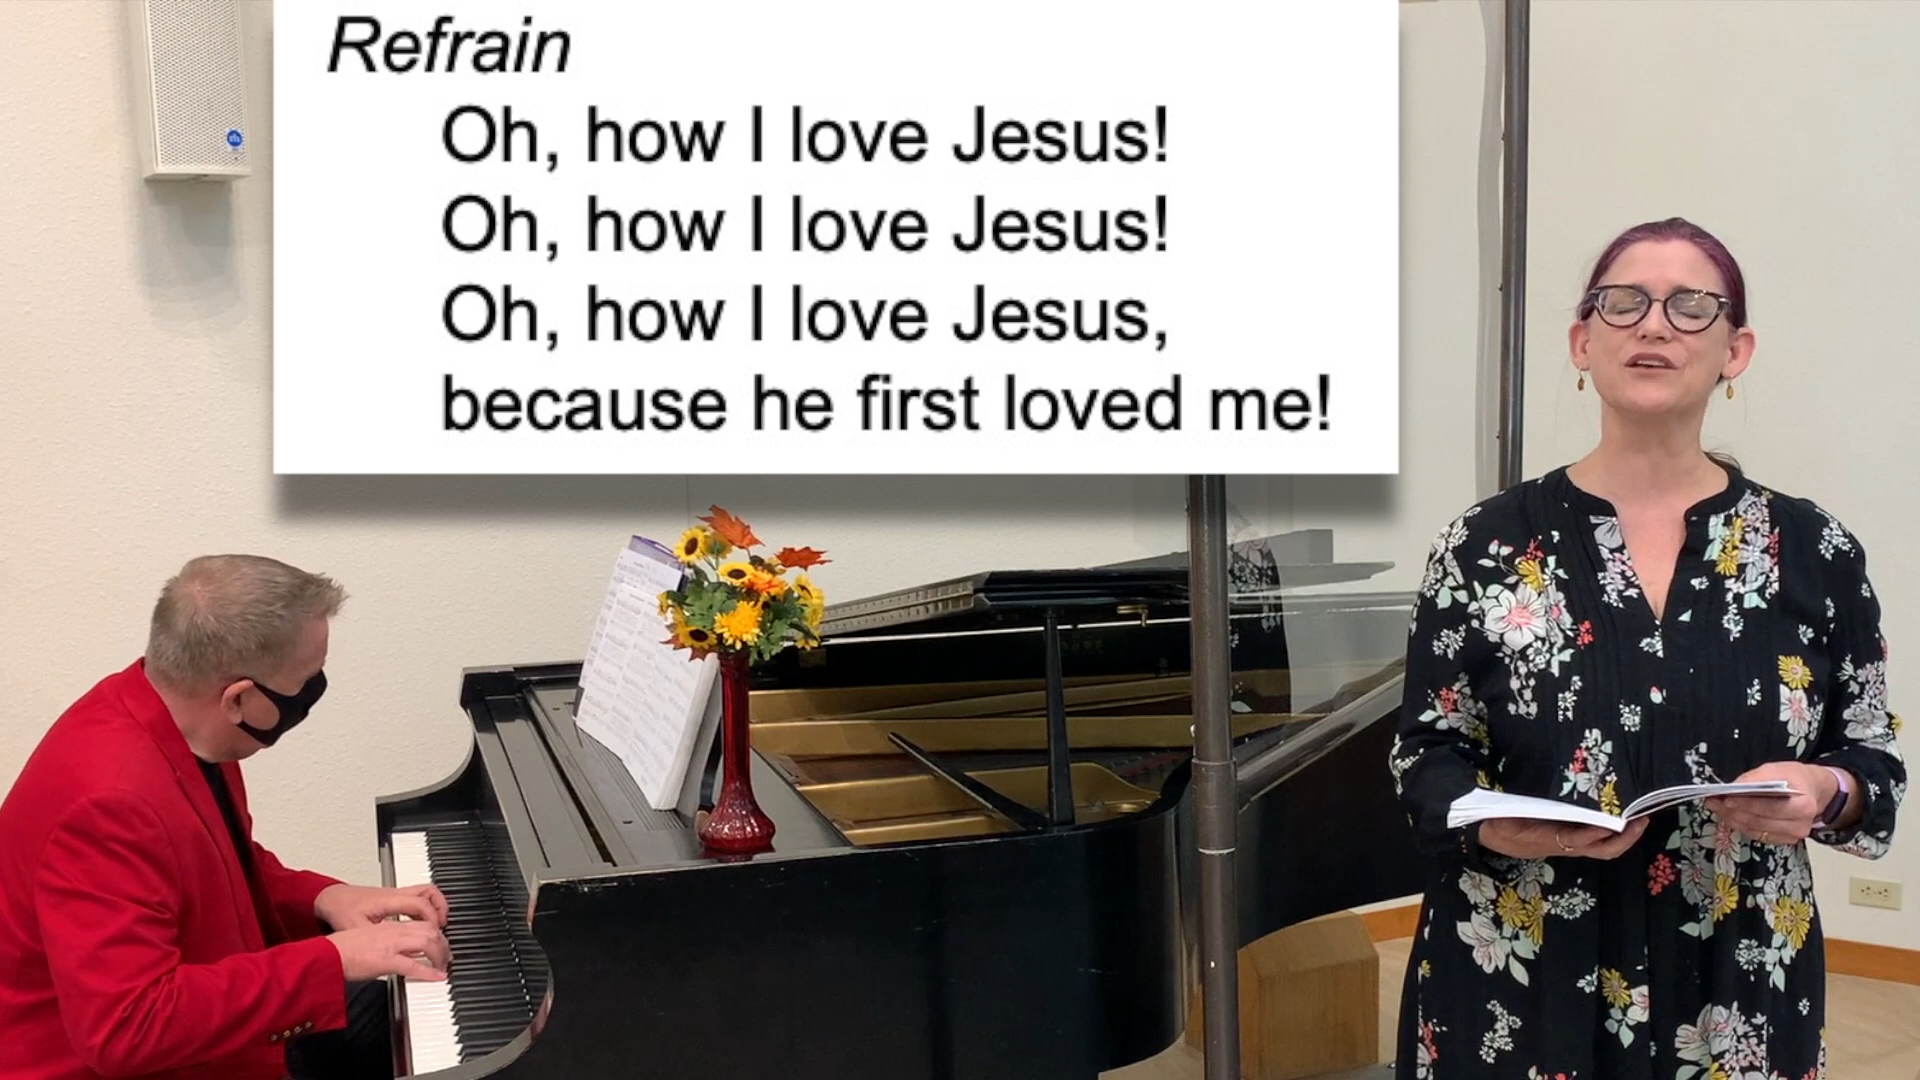 Refrain
Oh, how I love Jesus!
Oh, how I love Jesus!
Oh, how I love Jesus,
because he first loved me!